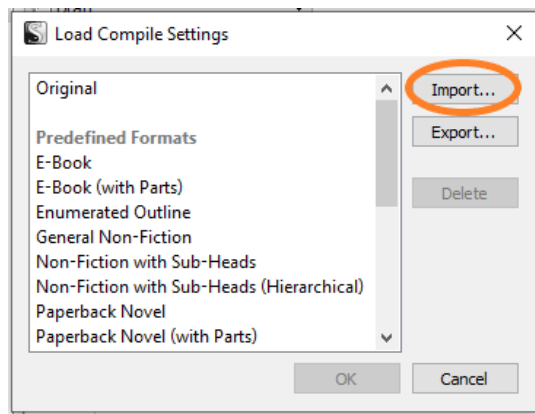 Load Compile Settings
Original
Import...
Predefined Formats
Export...
E-Book
E-Book (with Parts)
Delete
Enumerated Outline
General Non-Fiction
Non-Fiction with Sub-Heads
Non-Fiction with Sub-Heads (Hierarchical)
Paperback Novel
Paperback Novel (with Parts)
OK
Cancel